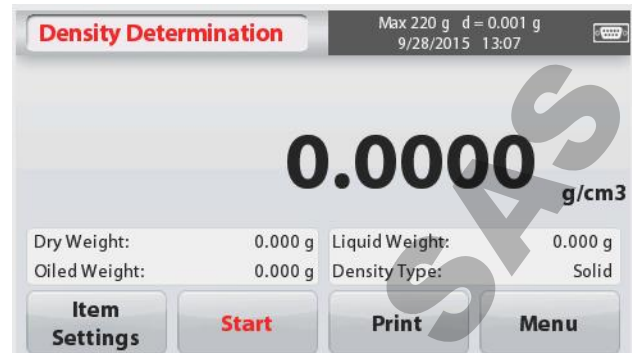 Density Determination
Max 220 g d = 0.001 g
9/28/2015 13:07
0.0000
g/cm3
Dry Weight: 0.000 g Liquid Weight: 0.000 g
Oiled Weight: 0.000 g Density Type: Solid
Item Settings
Start
Print
Menu
SAS